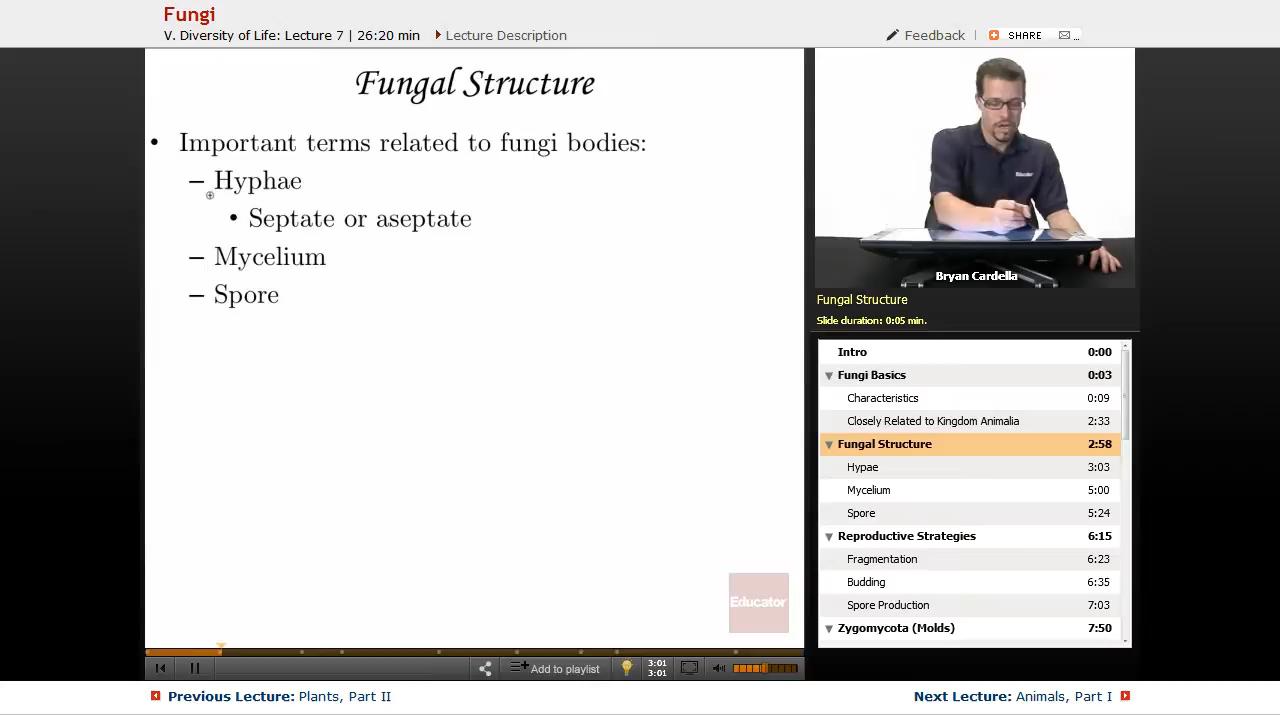 Fungi
V. Diversity of Life: Lecture 7 | 26:20 min
Lecture Description
Feedback
SHARE
...
Fungal Structure
• Important terms related to fungi bodies:
– Hyphae
• Septate or aseptate
– Mycelium
– Spore
Educator
Educator
Bryan Cardella
Fungal Structure
Slide duration: 0:05 min.
Intro 0:00
Fungi Basics 0:03
Characteristics 0:09
Closely Related to Kingdom Animalia 2:33
Fungal Structure 2:58
Hypae 3:03
Mycelium 5:00
Spore 5:24
Reproductive Strategies 6:15
Fragmentation 6:23
Budding 6:35
Spore Production 7:03
Zygomycota (Molds) 7:50
Add to playlist
3:01
3:01
Previous Lecture: Plants, Part II
Next Lecture: Animals, Part I